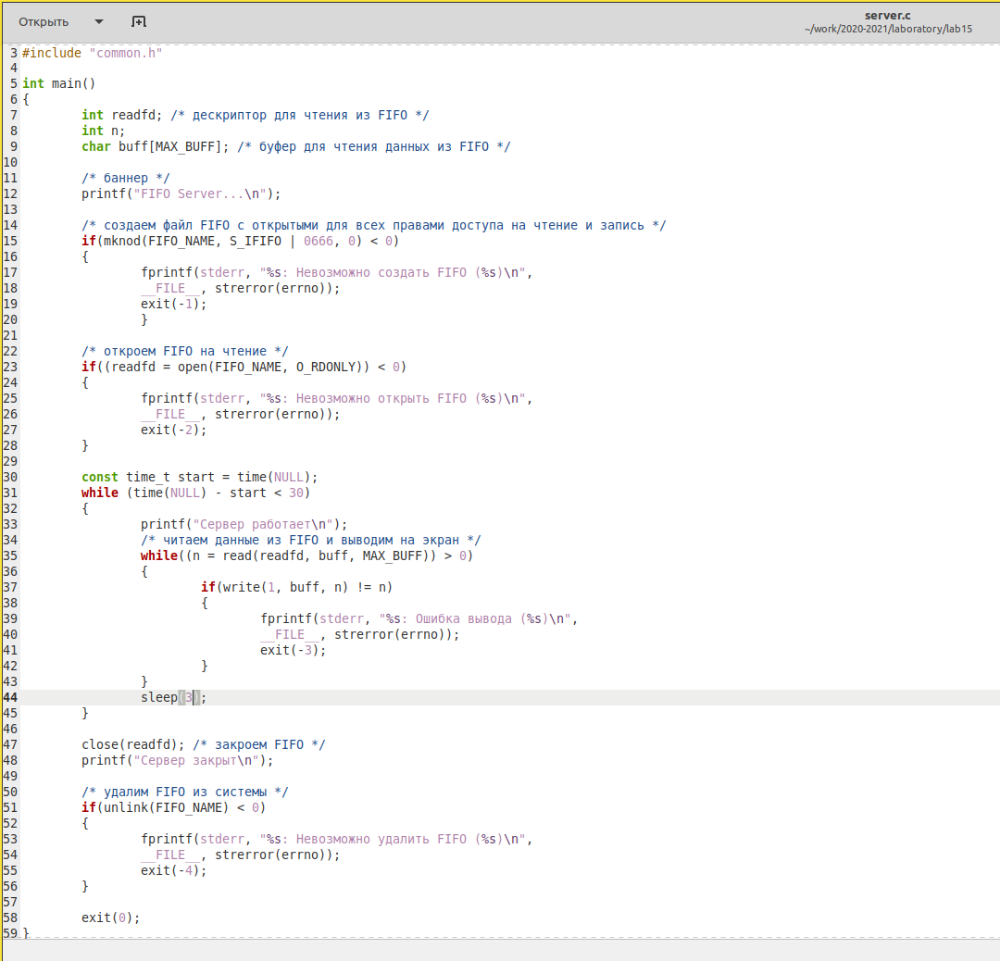 Открыть
server.c
~/work/2020-2021/laboratory/lab15
3 #include "common.h"
4
5 int main()
6 {
7         int readfd; /* дескриптор для чтения из FIFO */
8         int n;
9         char buff[MAX_BUFF]; /* буфер для чтения данных из FIFO */
10
11         /* баннер */
12         printf("FIFO Server...\n");
13
14         /* создаем файл FIFO с открытыми для всех правами доступа на чтение и запись */
15         if(mknod(FIFO_NAME, S_IFIFO | 0666, 0) < 0)
16         {
17                 fprintf(stderr, "%s: Невозможно создать FIFO (%s)\n",
18                 __FILE__, strerror(errno));
19                 exit(-1);
20                 }
21
22         /* откроем FIFO на чтение */
23         if((readfd = open(FIFO_NAME, O_RDONLY)) < 0)
24         {
25                 fprintf(stderr, "%s: Невозможно открыть FIFO (%s)\n",
26                 __FILE__, strerror(errno));
27                 exit(-2);
28         }
29
30         const time_t start = time(NULL);
31         while (time(NULL) - start < 30)
32         {
33                 printf("Сервер работает\n");
34                 /* читаем данные из FIFO и выводим на экран */
35                 while((n = read(readfd, buff, MAX_BUFF)) > 0)
36                 {
37                         if(write(1, buff, n) != n)
38                         {
39                                 fprintf(stderr, "%s: Ошибка вывода (%s)\n",
40                                 __FILE__, strerror(errno));
41                                 exit(-3);
42                         }
43                 }
44                 sleep(3);
45         }
46
47         close(readfd); /* закроем FIFO */
48         printf("Сервер закрыт\n");
49
50         /* удалим FIFO из системы */
51         if(unlink(FIFO_NAME) < 0)
52         {
53                 fprintf(stderr, "%s: Невозможно удалить FIFO (%s)\n",
54                 __FILE__, strerror(errno));
55                 exit(-4);
56         }
57
58         exit(0);
59 }